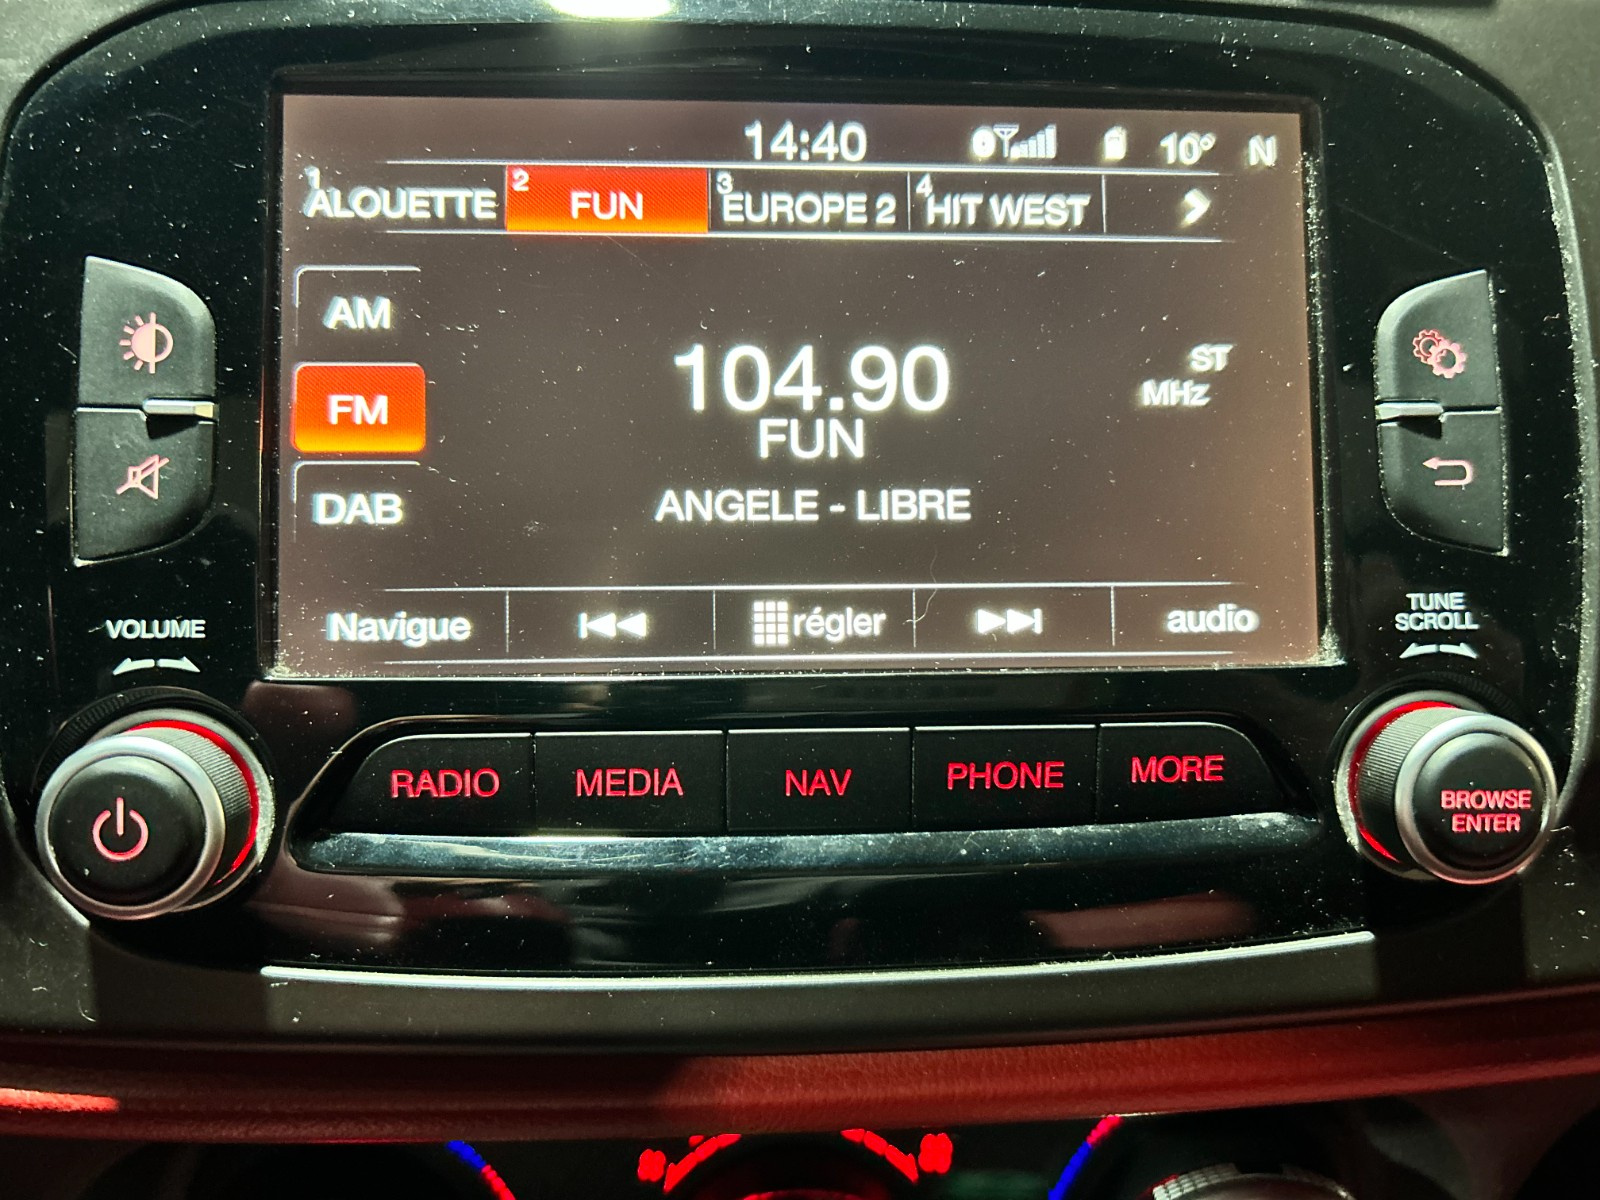 14:40 10° N
1 ALOUETTE 2 FUN 3 EUROPE 2 4 HIT WEST
AM
FM
DAB
104.90
ST
MHz
FUN
ANGELE - LIBRE
Navigue régler audio
VOLUME
TUNE
SCROLL
RADIO MEDIA NAV PHONE MORE
BROWSE
ENTER